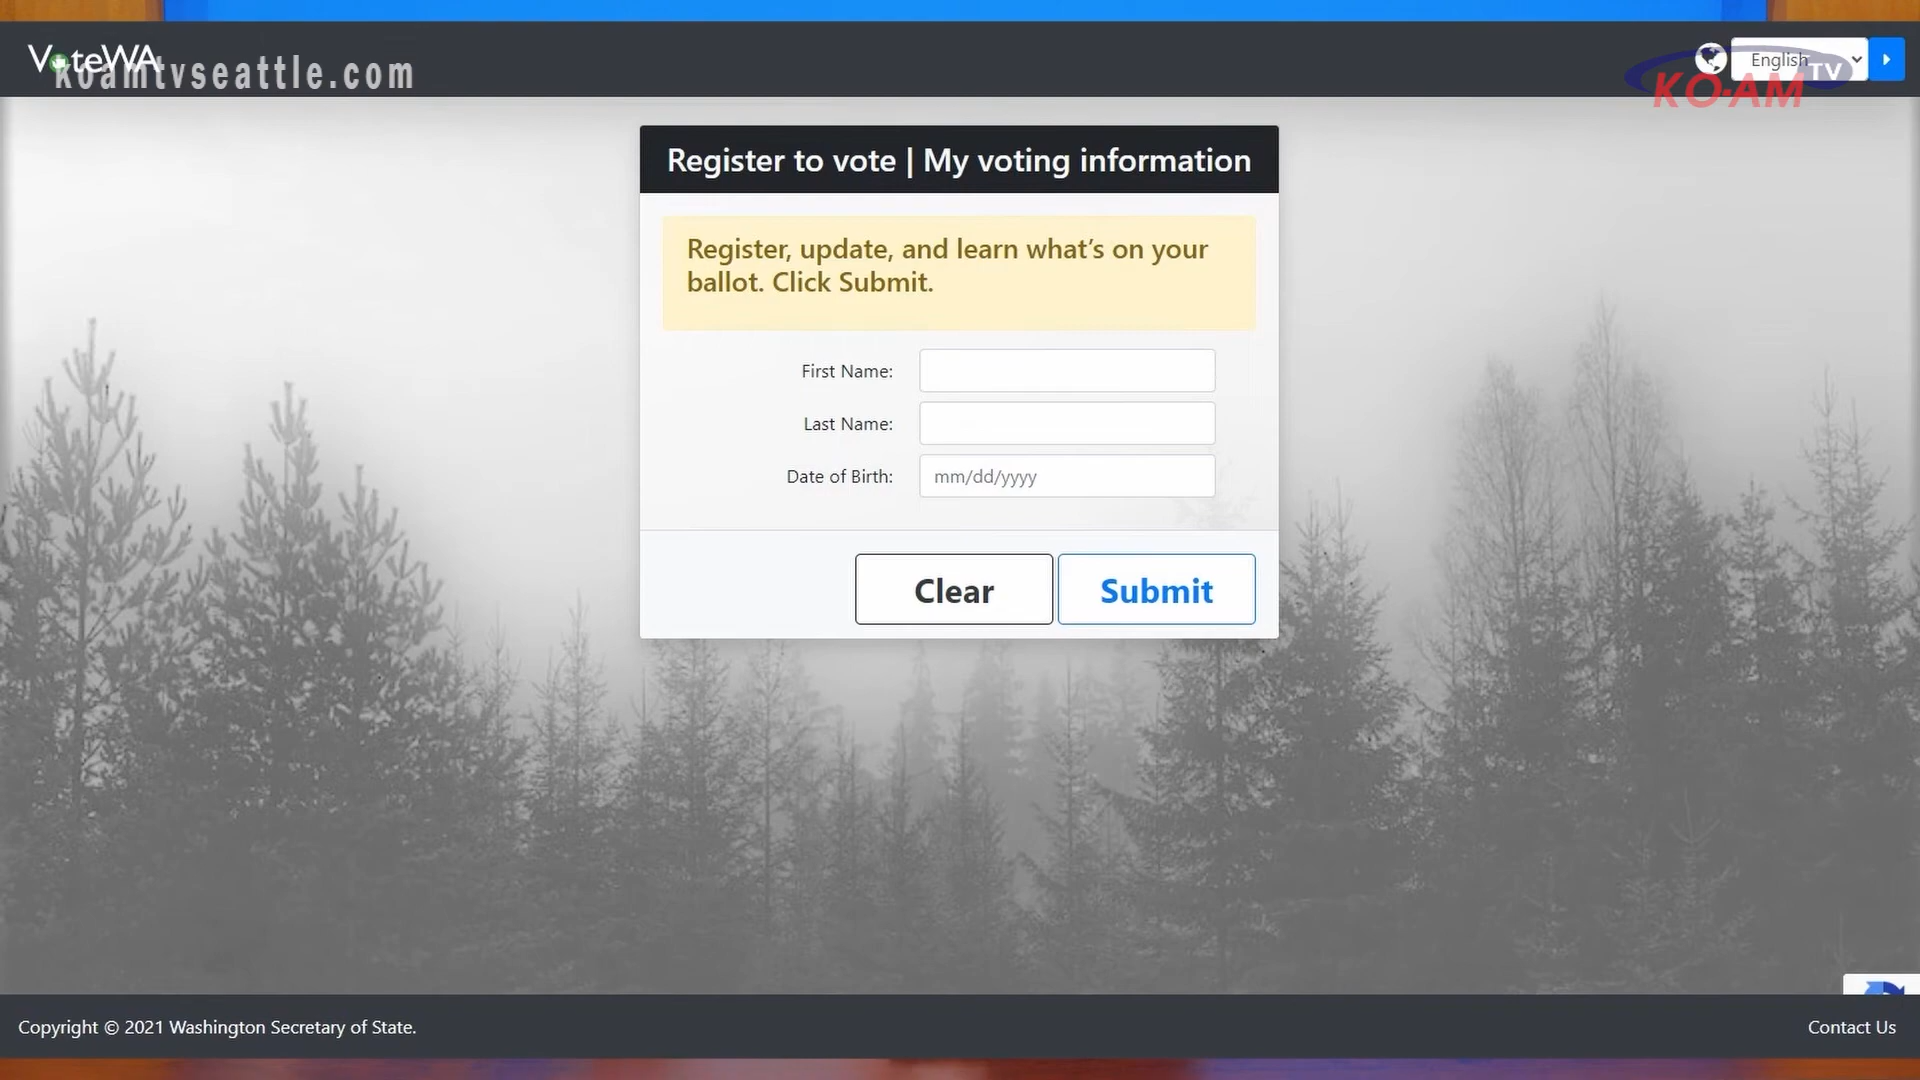 VoteWA
koamtvseattle.com
English
KO-AM TV
Register to vote | My voting information
Register, update, and learn what's on your
ballot. Click Submit.
First Name:
Last Name:
Date of Birth:
mm/dd/yyyy
Clear
Submit
Copyright © 2021 Washington Secretary of State.
Contact Us